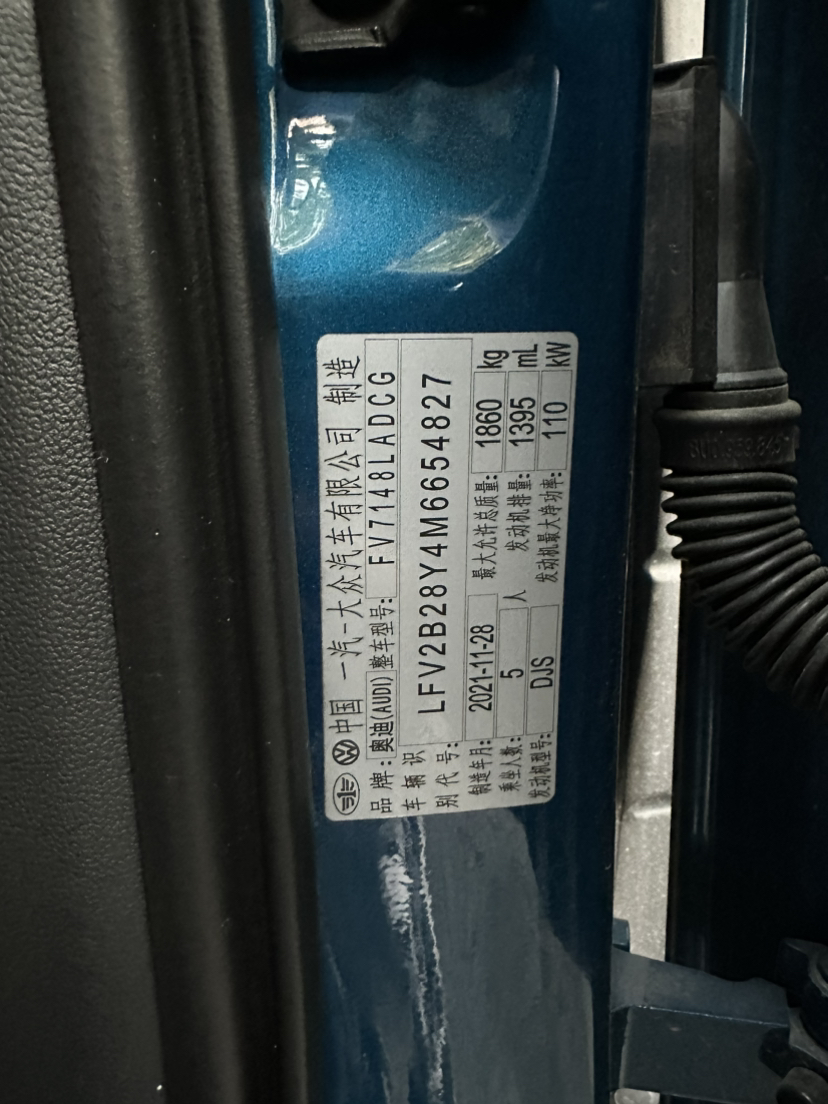 中国 一汽-大众汽车有限公司 制造
品牌: 奥迪(AUDI) 整车型号: FV7148LADCG
车辆识别代号: LFV2B28Y4M6654827
制造年月: 2021-11-28 最大允许总质量: 1860 kg
乘坐人数: 5 人 发动机排量: 1395 mL
发动机型号: DJS 发动机最大净功率: 110 kW